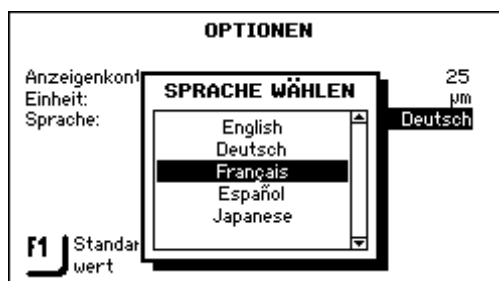 OPTIONEN
Anzeigenkont
25
Einheit:
µm
Sprache:
Deutsch
SPRACHE WÄHLEN
English
Deutsch
Français
Español
Japanese
F1
Standar
wert